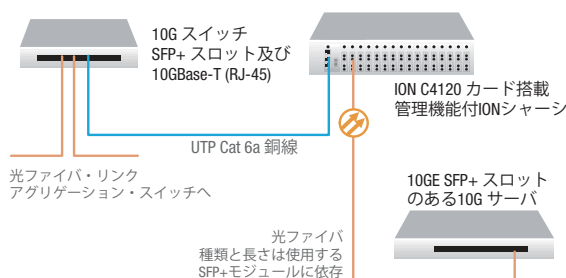 10G スイッチ
SFP+ スロット及び
10GBase-T (RJ-45)
ION C4120 カード搭載
管理機能付IONシャーシ
UTP Cat 6a 銅線
光ファイバ・リンク
アグリゲーション・スイッチへ
10GE SFP+ スロット
のある10G サーバ
光ファイバ
種類と長さは使用する
SFP+モジュールに依存